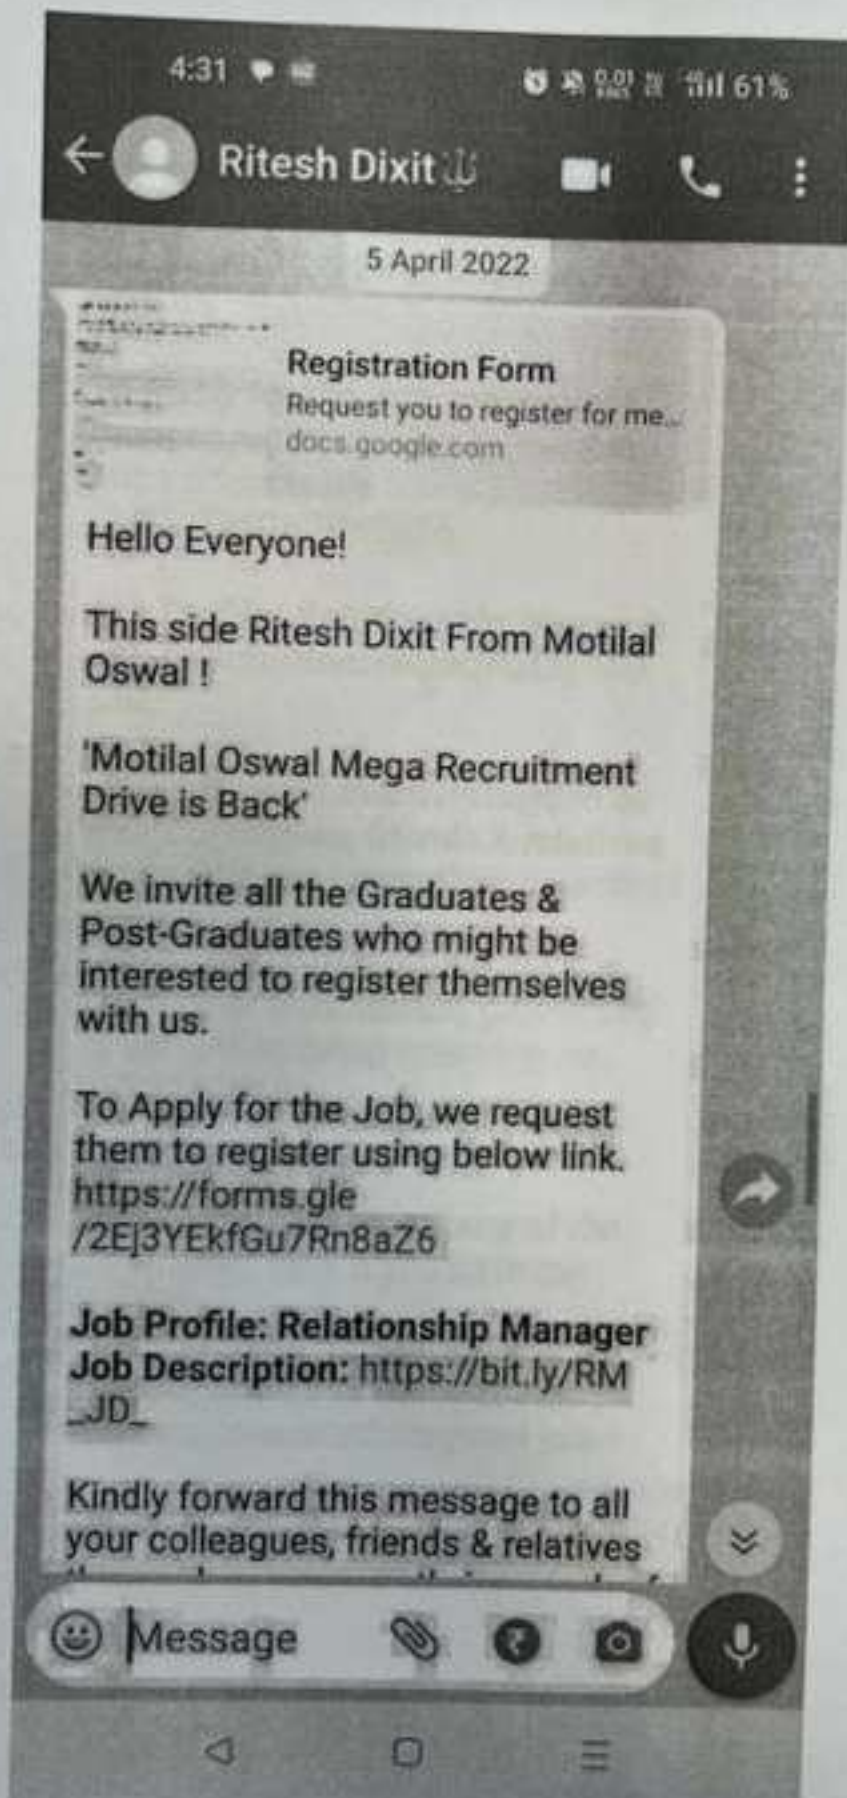 4:31
61%
Ritesh Dixit
5 April 2022
Registration Form
Request you to register for me...
docs.google.com
Hello Everyone!
This side Ritesh Dixit From Motilal
Oswal !
'Motilal Oswal Mega Recruitment
Drive is Back'
We invite all the Graduates &
Post-Graduates who might be
interested to register themselves
with us.
To Apply for the Job, we request
them to register using below link.
https://forms.gle
/2Ej3YEkfGu7Rn8aZ6
Job Profile: Relationship Manager
Job Description: https://bit.ly/RM
_JD_
Kindly forward this message to all
your colleagues, friends & relatives
Message